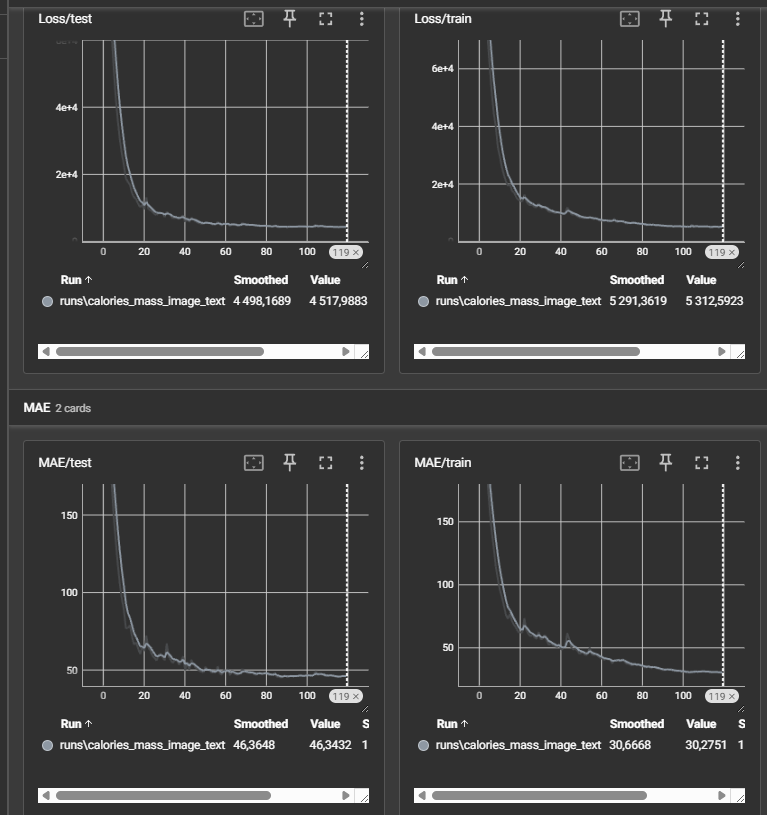 Loss/test
Loss/train
4e+4
2e+4
0 20 40 60 80 100 119 ×
6e+4
4e+4
2e+4
0 20 40 60 80 100 119 ×
Run ↑ Smoothed Value
runs\calories_mass_image_text 4 498,1689 4 517,9883
Run ↑ Smoothed Value
runs\calories_mass_image_text 5 291,3619 5 312,5923
MAE 2 cards
MAE/test
MAE/train
150
100
50
0 20 40 60 80 100 119 ×
150
100
50
0 20 40 60 80 100 119 ×
Run ↑ Smoothed Value S
runs\calories_mass_image_text 46,3648 46,3432 1
Run ↑ Smoothed Value S
runs\calories_mass_image_text 30,6668 30,2751 1